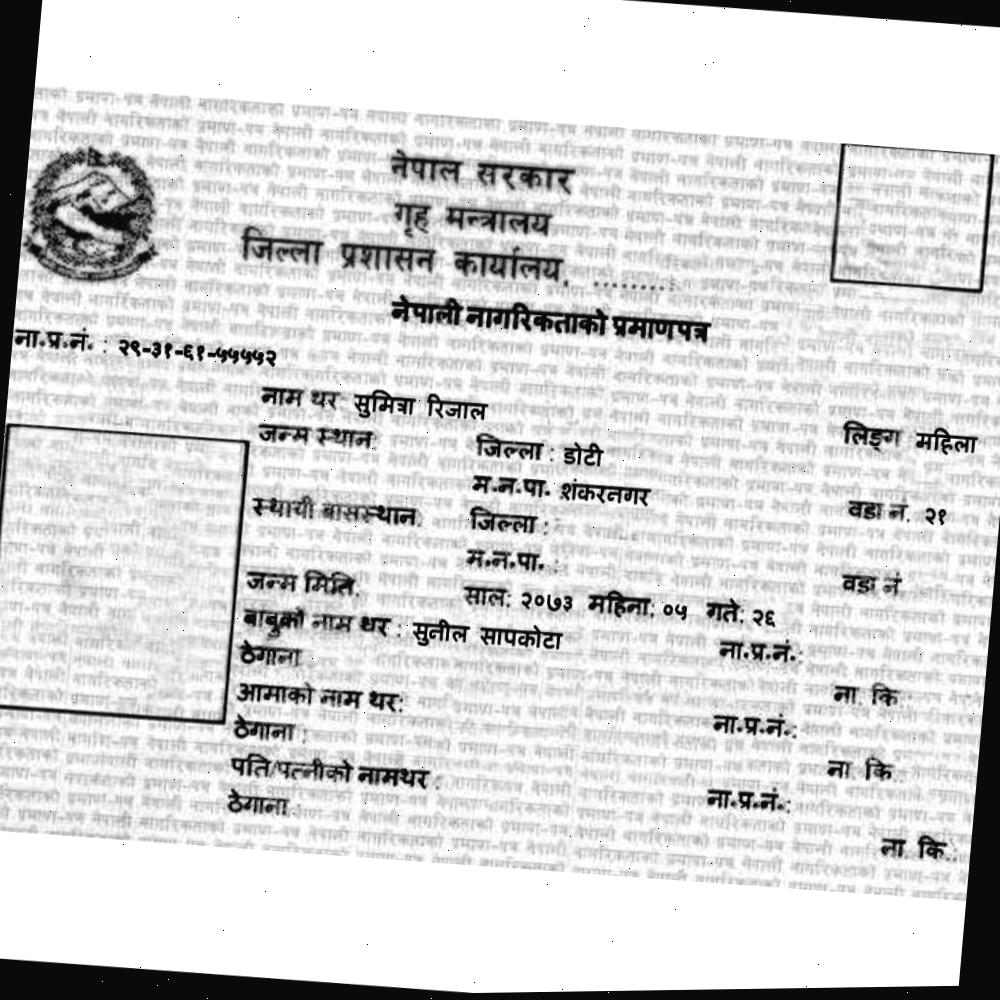 नेपाल सरकार
गृह मन्त्रालय
जिल्ला प्रशासन कार्यालय, .........
नेपाली नागरिकताको प्रमाणपत्र
ना.प्र.नं. : २९-३१-६१-५५५५२
नाम थर: सुमित्रा रिजाल लिङ्ग महिला
जन्म स्थान: जिल्ला : डोटी
म.न.पा. शंकरनगर वडा नं. २१
स्थायी बासस्थान: जिल्ला :
म.न.पा. : वडा नं
जन्म मिति: साल: २०७३ महिना: ०५ गते: २६
बाबुको नाम थर : सुनील सापकोटा ना.प्र.नं.:
ठेगाना : ना. कि.:
आमाको नाम थर: ना.प्र.नं.:
ठेगाना : ना. कि.:
पति/पत्नीको नामथर : ना.प्र.नं.:
ठेगाना : ना. कि.: